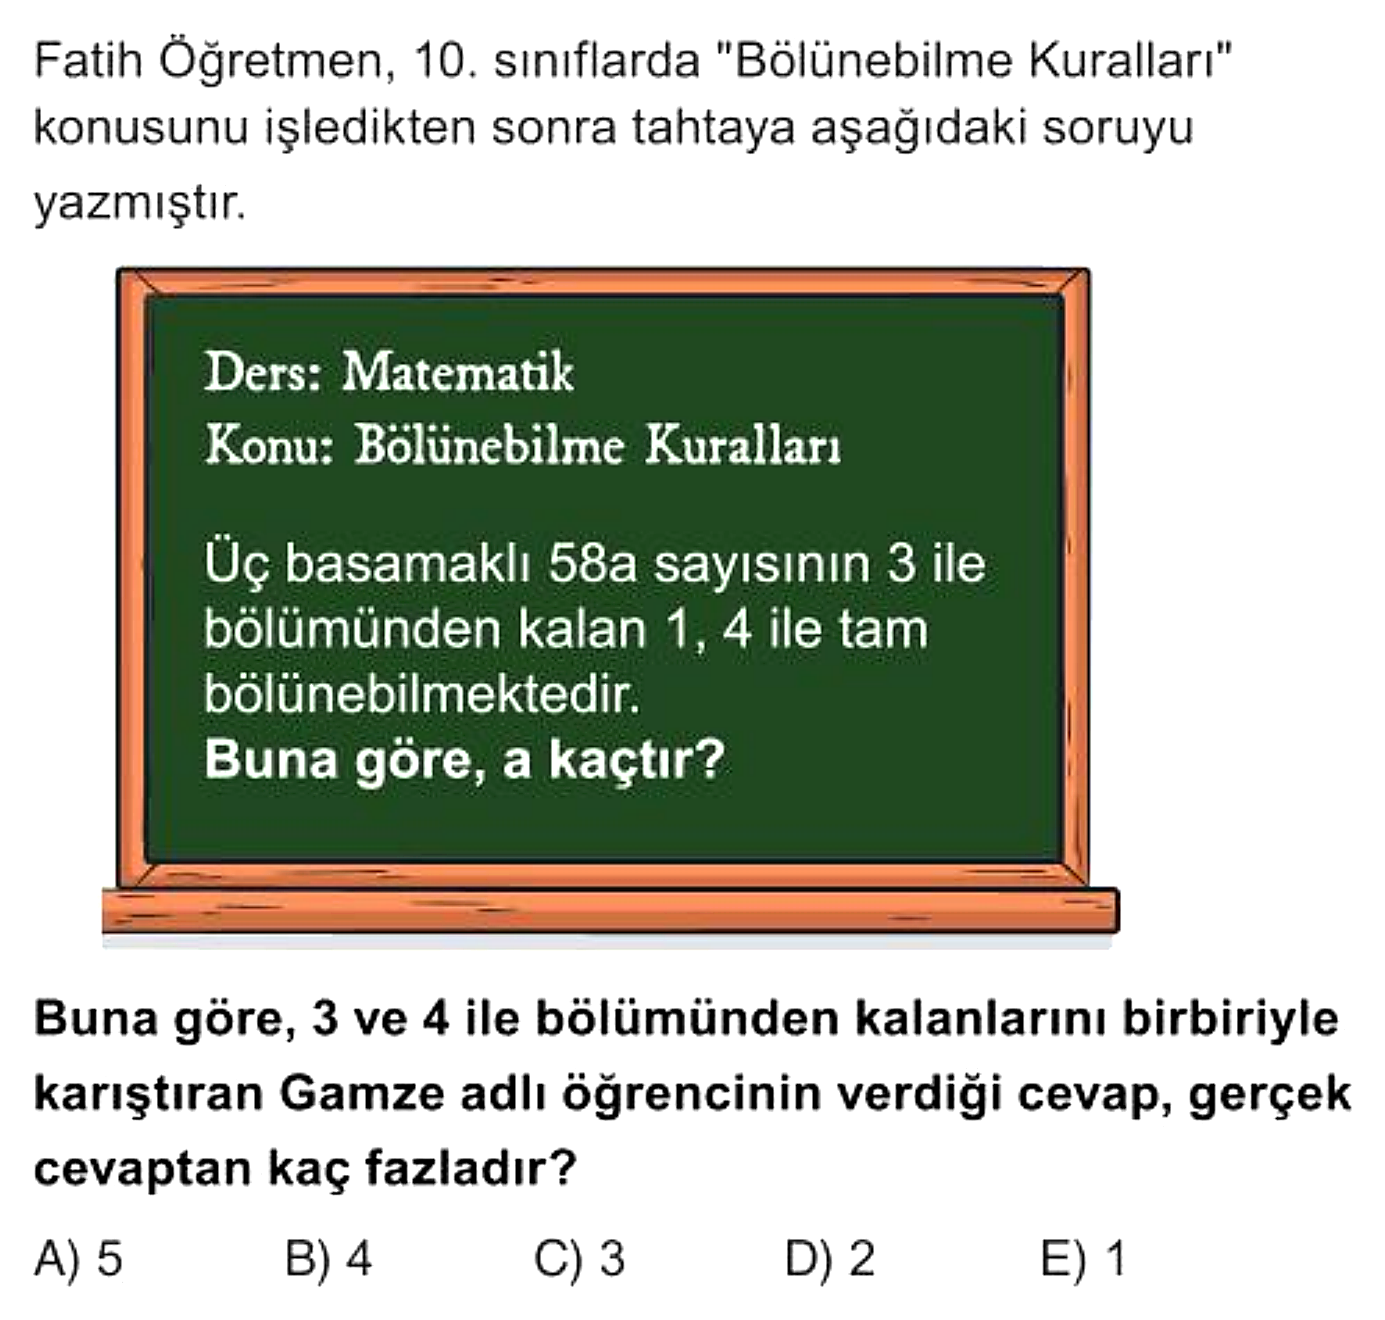 Fatih Öğretmen, 10. sınıflarda "Bölünebilme Kuralları"
konusunu işledikten sonra tahtaya aşağıdaki soruyu
yazmıştır.
Ders: Matematik
Konu: Bölünebilme Kuralları
Üç basamaklı 58a sayısının 3 ile
bölümünden kalan 1, 4 ile tam
bölünebilmektedir.
Buna göre, a kaçtır?
Buna göre, 3 ve 4 ile bölümünden kalanlarını birbiriyle
karıştıran Gamze adlı öğrencinin verdiği cevap, gerçek
cevaptan kaç fazladır?
A) 5 B) 4 C) 3 D) 2 E) 1